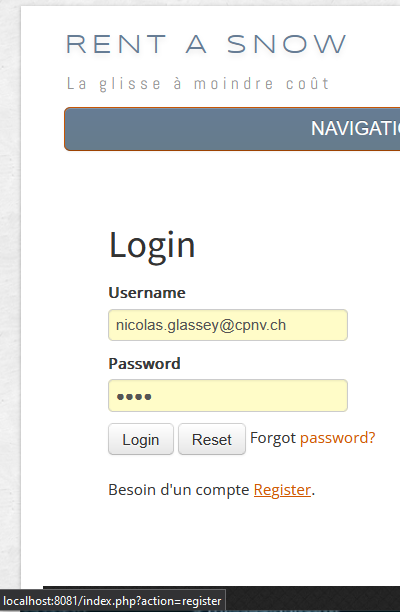 RENT A SNOW
La glisse à moindre coût
NAVIGATI
Login
Username
nicolas.glassey@cpnv.ch
Password
••••
Login Reset Forgot password?
Besoin d'un compte Register.
localhost:8081/index.php?action=register